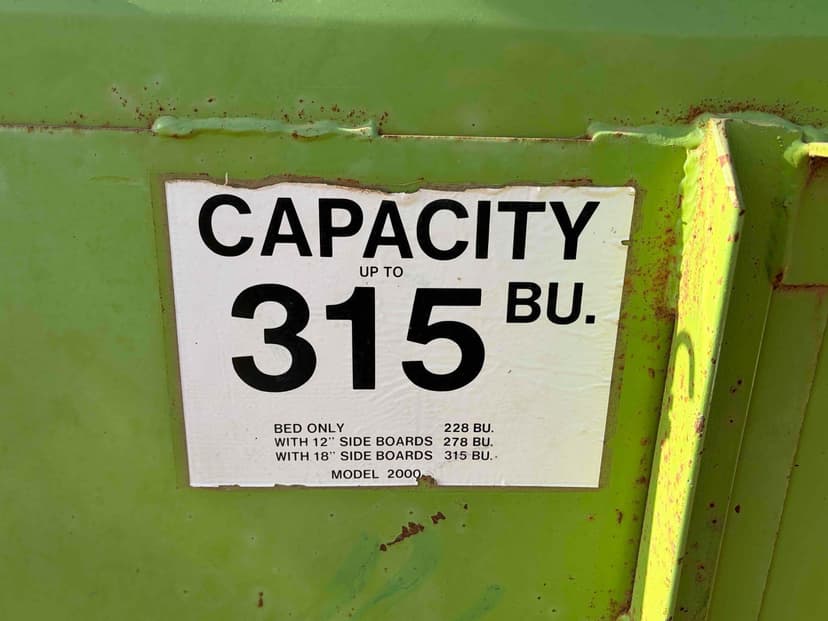 CAPACITY
UP TO
315 BU.
BED ONLY 228 BU.
WITH 12" SIDE BOARDS 278 BU.
WITH 18" SIDE BOARDS 315 BU.
MODEL 2000